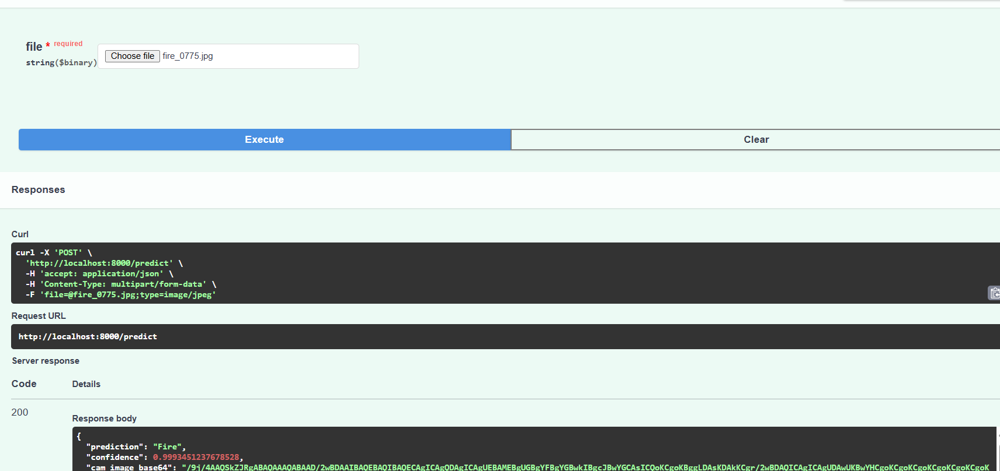 file * required
string($binary)
Choose file fire_0775.jpg
Execute
Clear
Responses
Curl
curl -X 'POST' \
  'http://localhost:8000/predict' \
  -H 'accept: application/json' \
  -H 'Content-Type: multipart/form-data' \
  -F 'file=@fire_0775.jpg;type=image/jpeg'
Request URL
http://localhost:8000/predict
Server response
Code Details
200
Response body
{
  "prediction": "Fire",
  "confidence": 0.9993451237678528,
  "cam_image_base64": "/9j/4AAQSkZJRgABAQAAAQABAAD/2wBDAAIBAQEBAQIBAQECAgICAgQDAgICAgUEBAMEBgUGBgYFBgYGBwkIBgcJBwYGCAsICQoKCgoKBggLDAsKDAkKCgr/2wBDAQICAgICAgUDAwUKBwYHCgoKCgoKCgoKCgoKCgoKCgoK